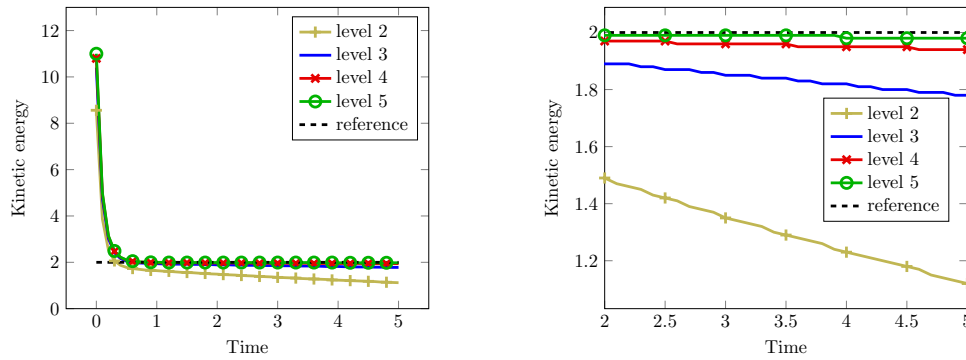 12
10
8
6
4
2
0
0
1
2
3
4
5
Time
Kinetic energy
level 2
level 3
level 4
level 5
reference
2
1.8
1.6
1.4
1.2
2
2.5
3
3.5
4
4.5
5
Time
Kinetic energy
level 2
level 3
level 4
level 5
reference